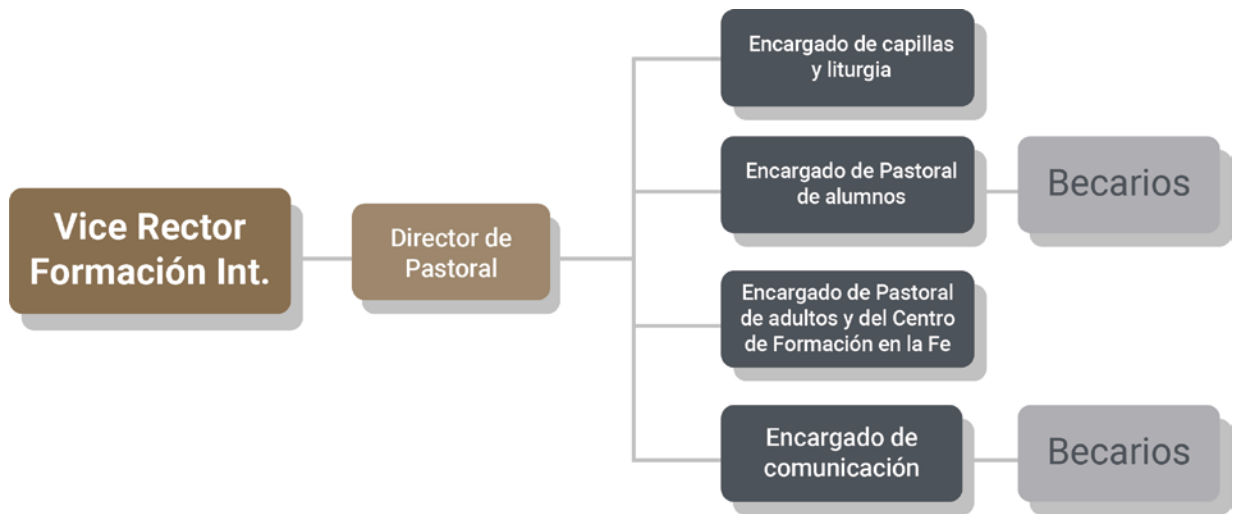 Vice Rector
Formación Int.
Director de
Pastoral
Encargado de capillas
y liturgia
Encargado de Pastoral
de alumnos
Becarios
Encargado de Pastoral
de adultos y del Centro
de Formación en la Fe
Encargado de
comunicación
Becarios